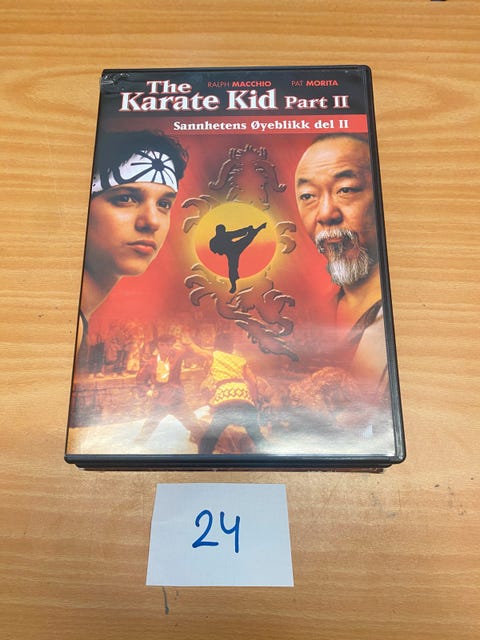 The RALPH MACCHIO PAT MORITA
Karate Kid Part II
Sannhetens Øyeblikk del II
24